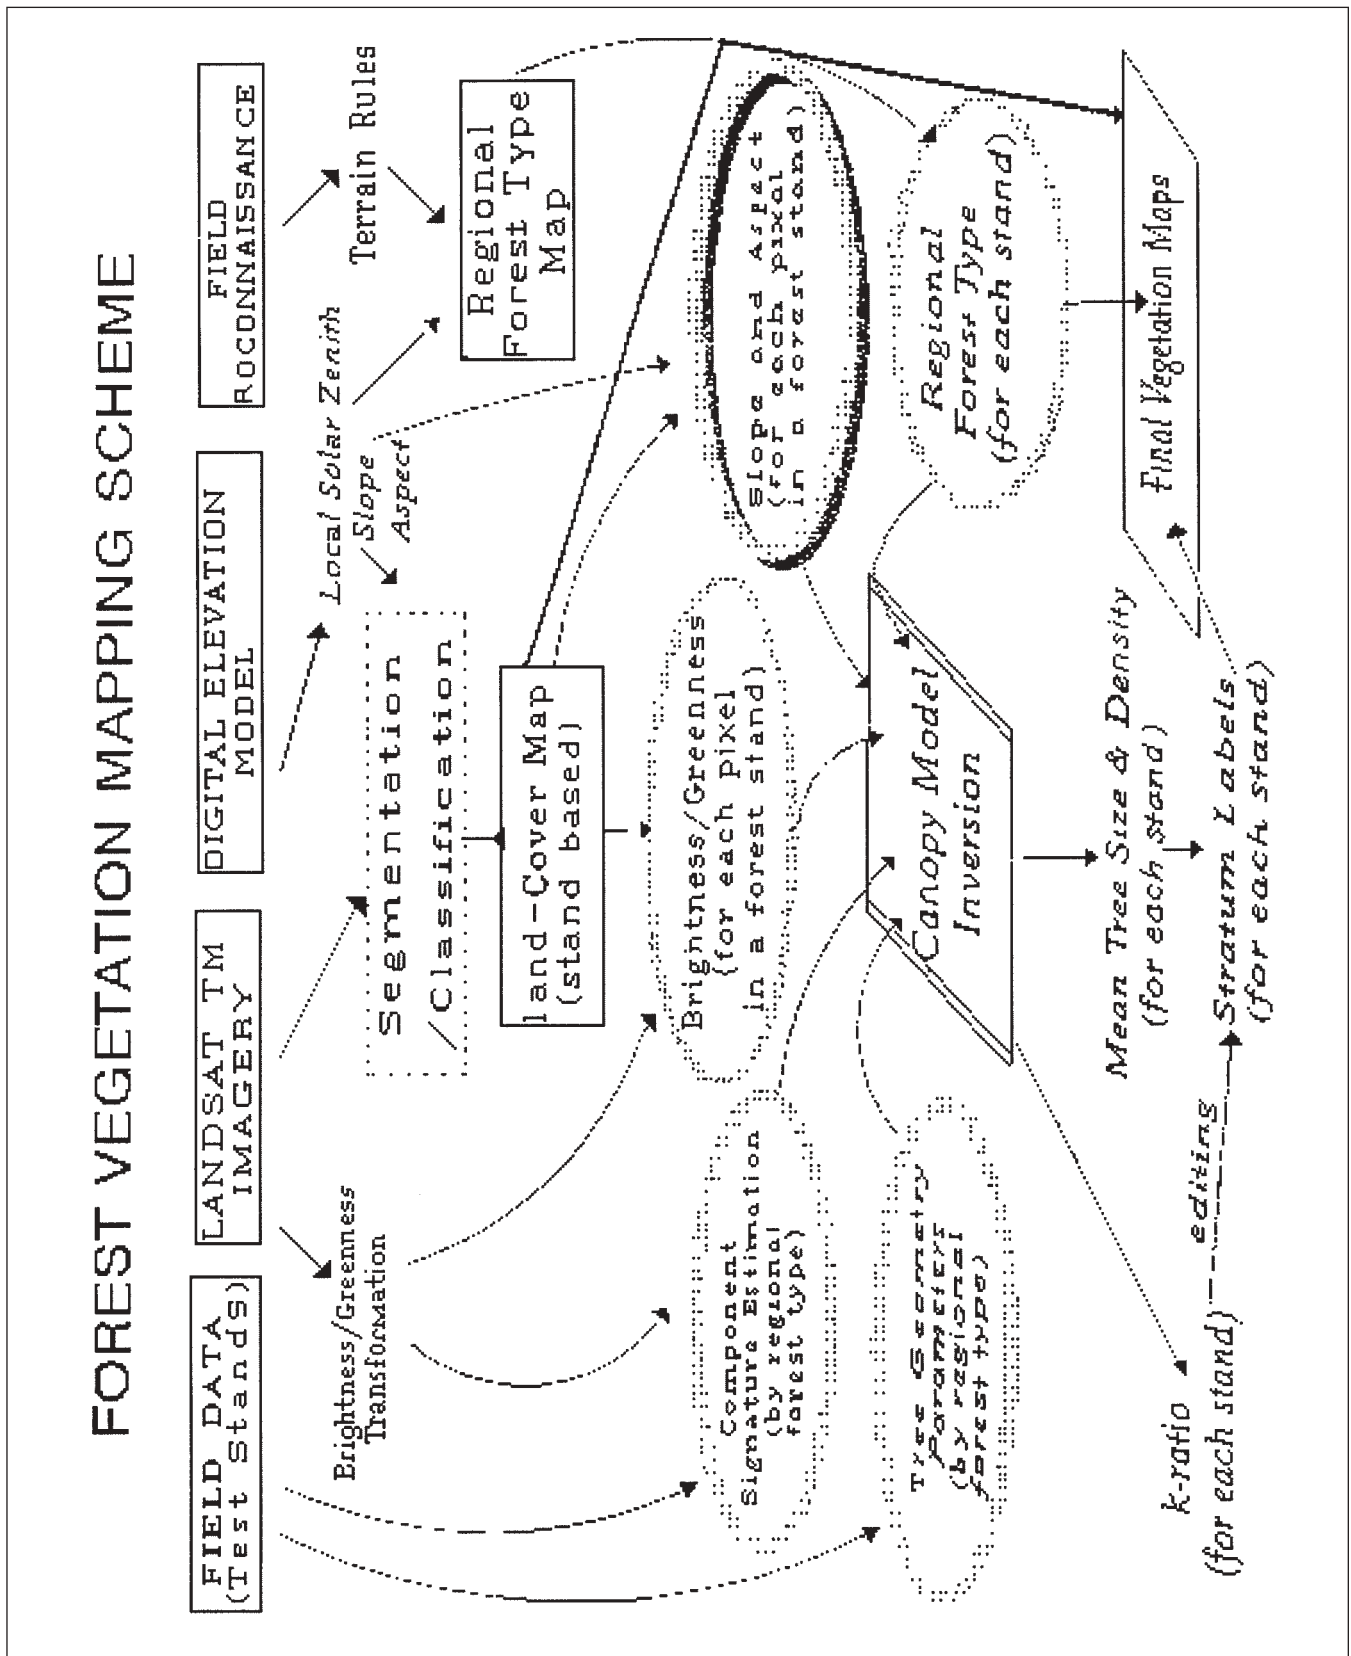 FOREST VEGETATION MAPPING SCHEME
FIELD DATA
(Test Stands)
LANDSAT TM
IMAGERY
DIGITAL ELEVATION
MODEL
FIELD
ROCONNAISSANCE
Brightness/Greenness
Transformation
Local Solar Zenith
Slope
Aspect
Terrain Rules
Segmentation
/Classification
Regional
Forest Type
Map
land-Cover Map
(stand based)
Component
Signature Estimation
(by regional
forest type)
Brightness/Greenness
(for each pixel
in a forest stand)
Slope and Aspect
(for each pixal
in a forast stand)
Tree Geomatry
Paramaters
(by regional
forest type)
Canopy Model
Inversion
Regional
Forest Type
(for each stand)
Mean Tree Size & Density
(for each stand)
k-ratio
(for each stand)
editing
Stratum Labels
(for each stand)
Final Vegetation Maps